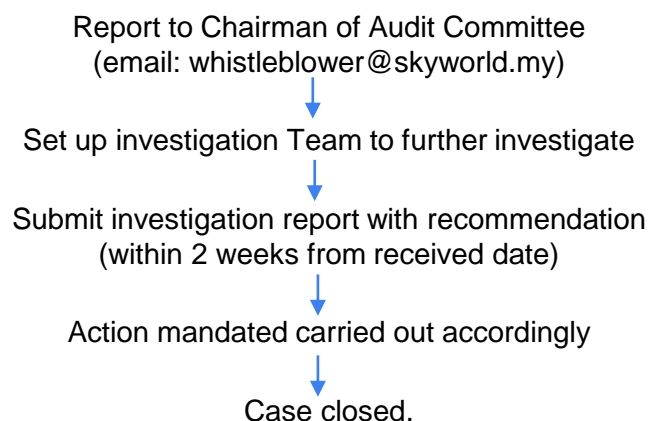 Report to Chairman of Audit Committee
(email: whistleblower@skyworld.my)
Set up investigation Team to further investigate
Submit investigation report with recommendation
(within 2 weeks from received date)
Action mandated carried out accordingly
Case closed.